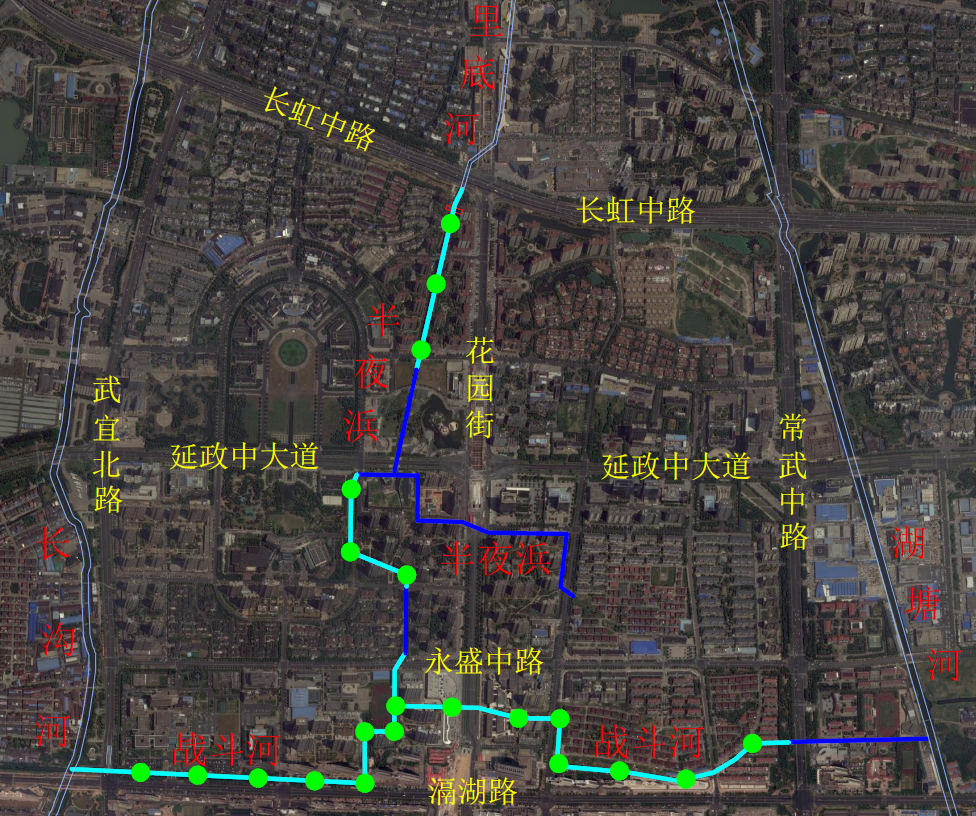 里底河
长虹中路
长虹中路
半夜浜
花园街
武宜北路
延政中大道
延政中大道
常武中路
长沟河
半夜浜
湖塘河
永盛中路
战斗河
战斗河
滆湖路